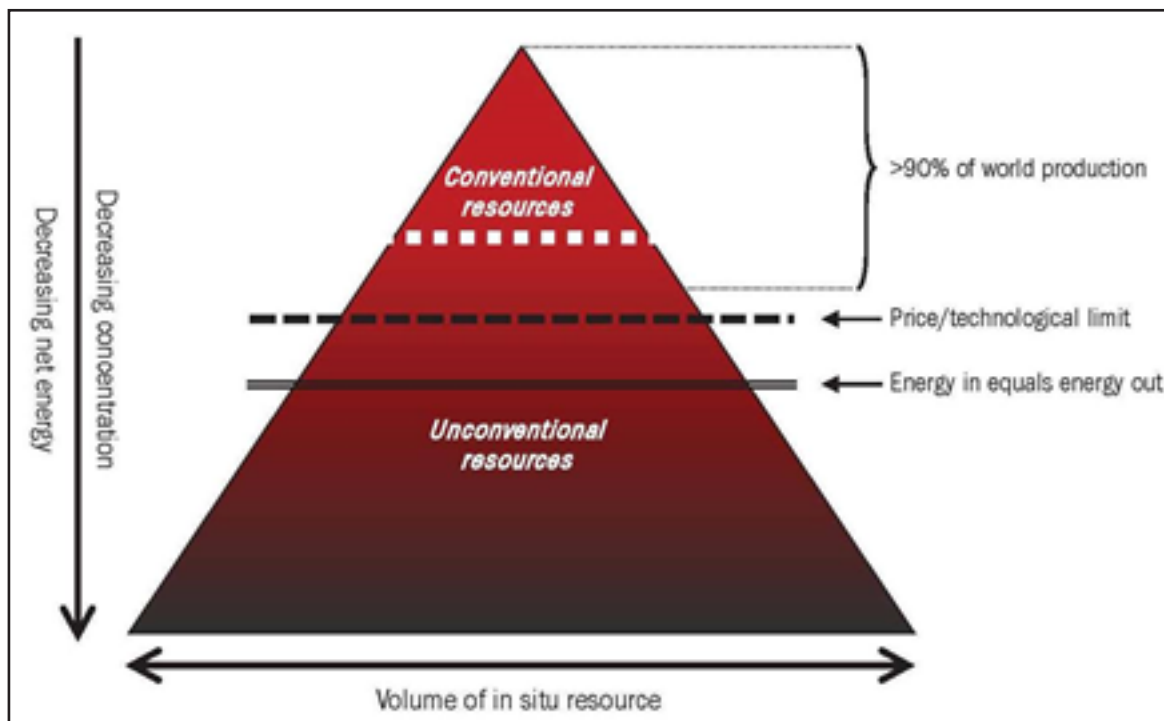 Conventional
resources
>90% of world production
Price/technological limit
Energy in equals energy out
Unconventional
resources
Decreasing concentration
Decreasing net energy
Volume of in situ resource